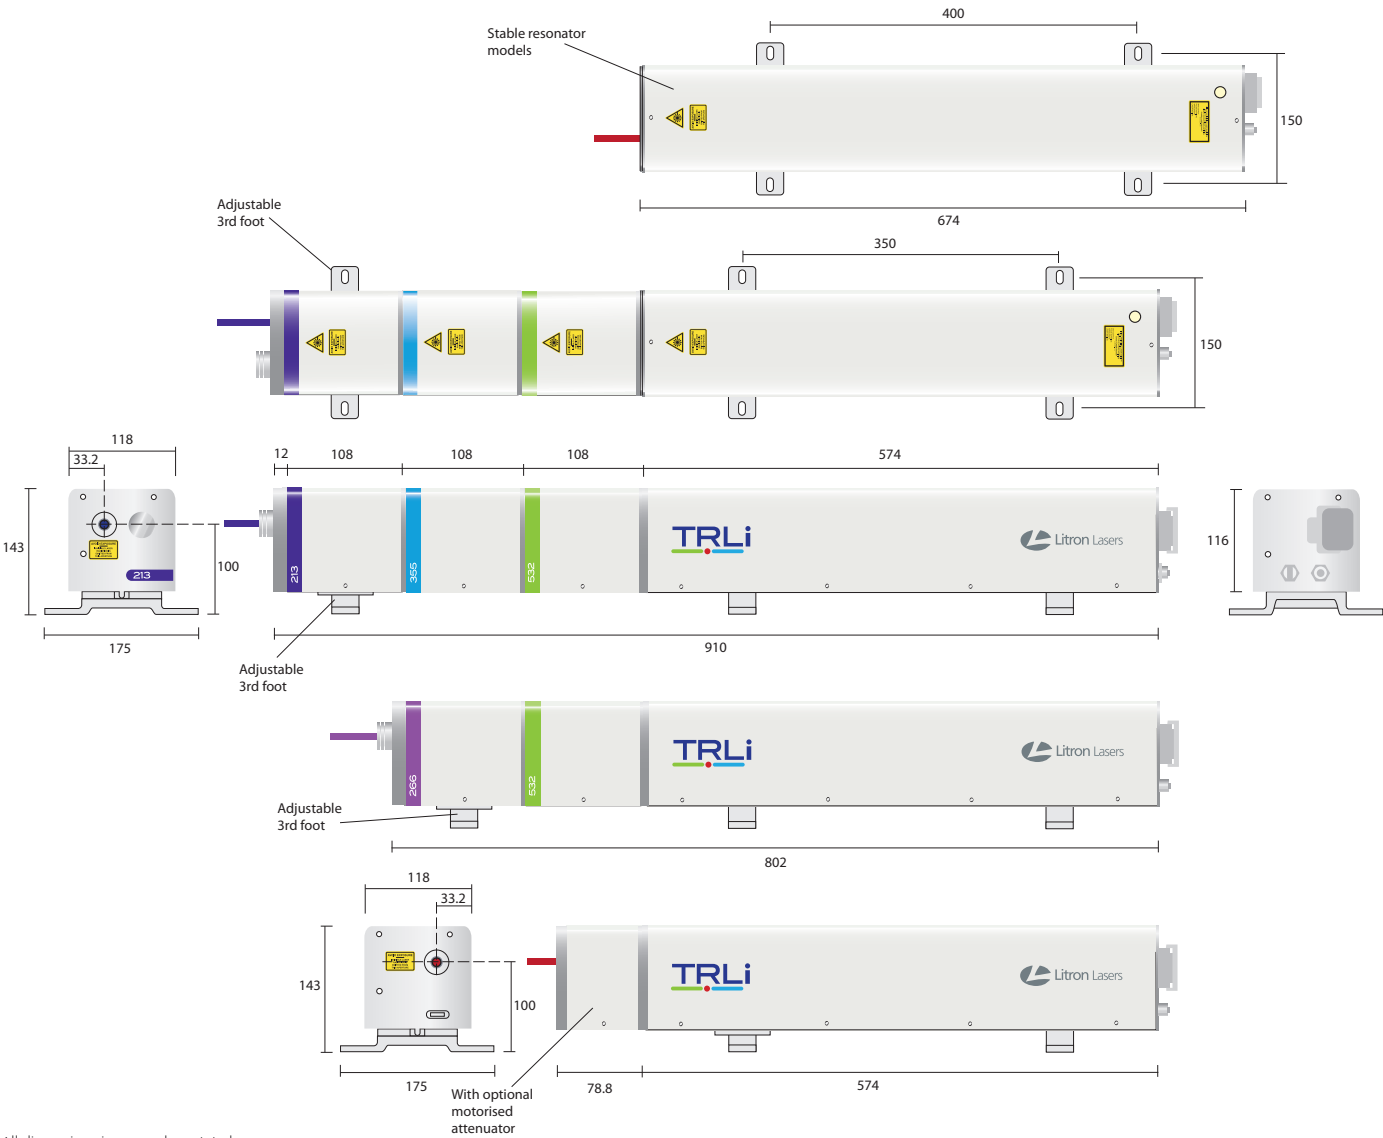 400
Stable resonator
models
150
674
Adjustable
3rd foot
350
150
118
33.2
12
108
108
108
574
143
100
213
175
213
355
532
TRLi
Litron Lasers
116
Adjustable
3rd foot
910
266
532
TRLi
Litron Lasers
Adjustable
3rd foot
802
118
33.2
143
100
175
TRLi
Litron Lasers
78.8
574
With optional
motorised
attenuator